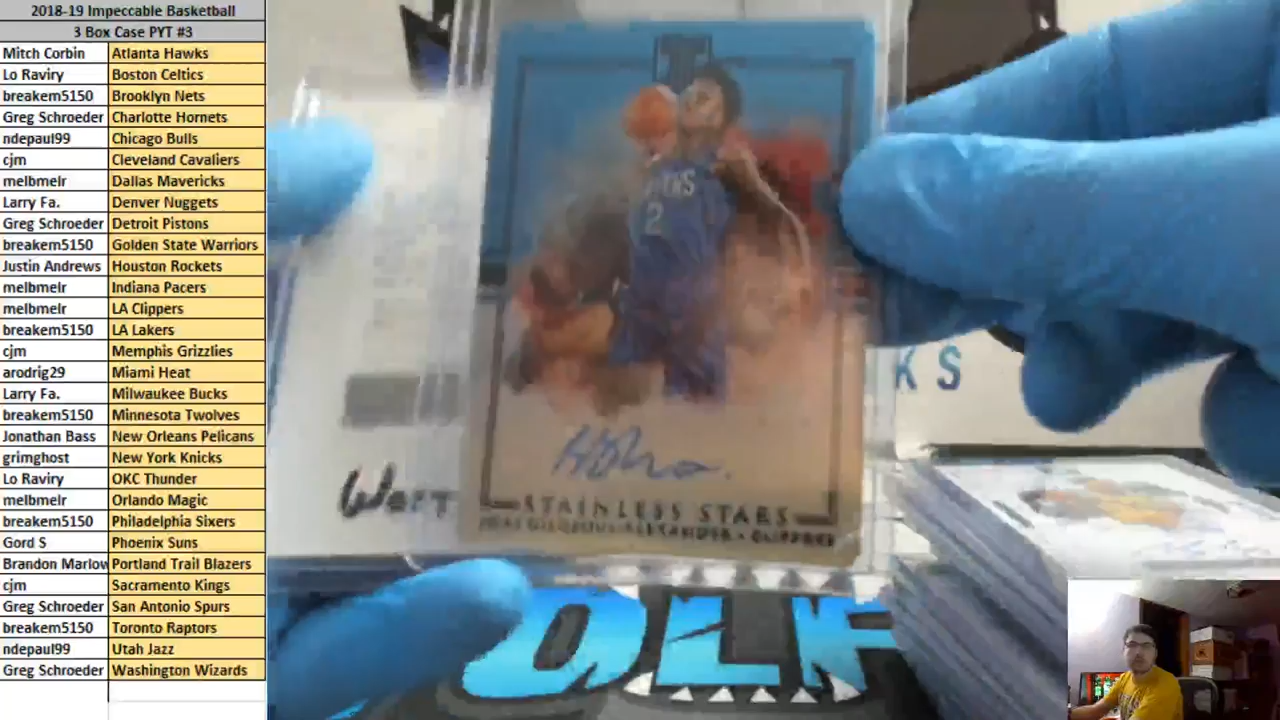 2018-19 Impeccable Basketball
3 Box Case PYT #3
Mitch Corbin Atlanta Hawks
Lo Raviry Boston Celtics
breakem5150 Brooklyn Nets
Greg Schroeder Charlotte Hornets
ndepaul99 Chicago Bulls
cjm Cleveland Cavaliers
melbmelr Dallas Mavericks
Larry Fa. Denver Nuggets
Greg Schroeder Detroit Pistons
breakem5150 Golden State Warriors
Justin Andrews Houston Rockets
melbmelr Indiana Pacers
melbmelr LA Clippers
breakem5150 LA Lakers
cjm Memphis Grizzlies
arodrig29 Miami Heat
Larry Fa. Milwaukee Bucks
breakem5150 Minnesota Twolves
Jonathan Bass New Orleans Pelicans
grimghost New York Knicks
Lo Raviry OKC Thunder
melbmelr Orlando Magic
breakem5150 Philadelphia Sixers
Gord S Phoenix Suns
Brandon Marlow Portland Trail Blazers
cjm Sacramento Kings
Greg Schroeder San Antonio Spurs
breakem5150 Toronto Raptors
ndepaul99 Utah Jazz
Greg Schroeder Washington Wizards
2
STAINLESS STARS
GILGEOUS-ALEXANDER • CLIPPERS
KS